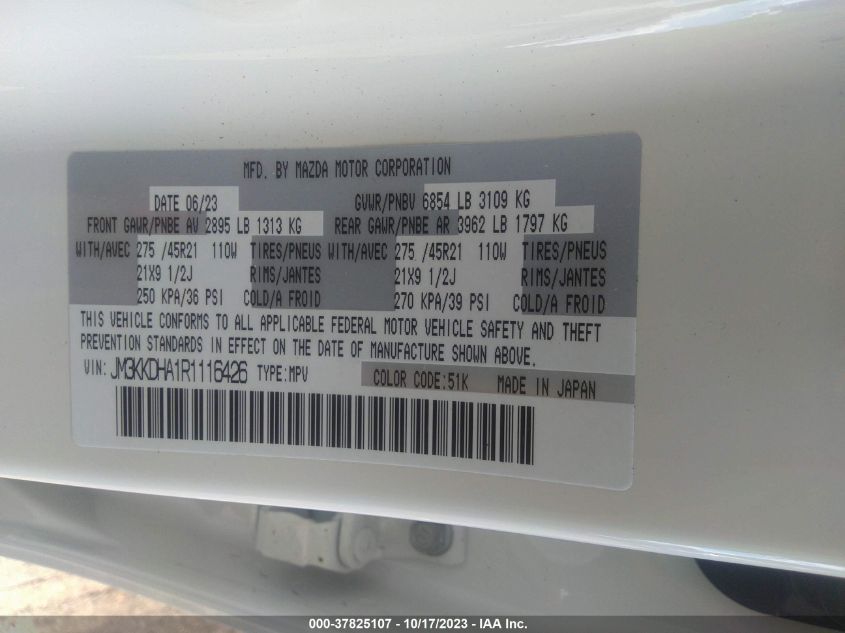 MFD. BY MAZDA MOTOR CORPORATION
DATE 06/23 GVWR/PNBV 6854 LB 3109 KG
FRONT GAWR/PNBE AV 2895 LB 1313 KG REAR GAWR/PNBE AR 3962 LB 1797 KG
WITH/AVEC 275 /45R21 110W TIRES/PNEUS WITH/AVEC 275 /45R21 110W TIRES/PNEUS
21X9 1/2J RIMS/JANTES 21X9 1/2J RIMS/JANTES
250 KPA/36 PSI COLD/A FROID 270 KPA/39 PSI COLD/A FROID
THIS VEHICLE CONFORMS TO ALL APPLICABLE FEDERAL MOTOR VEHICLE SAFETY AND THEFT
PREVENTION STANDARDS IN EFFECT ON THE DATE OF MANUFACTURE SHOWN ABOVE.
VIN: JM3KKDHA1R1116426 TYPE:MPV COLOR CODE:51K MADE IN JAPAN
000-37825107 - 10/17/2023 - IAA Inc.